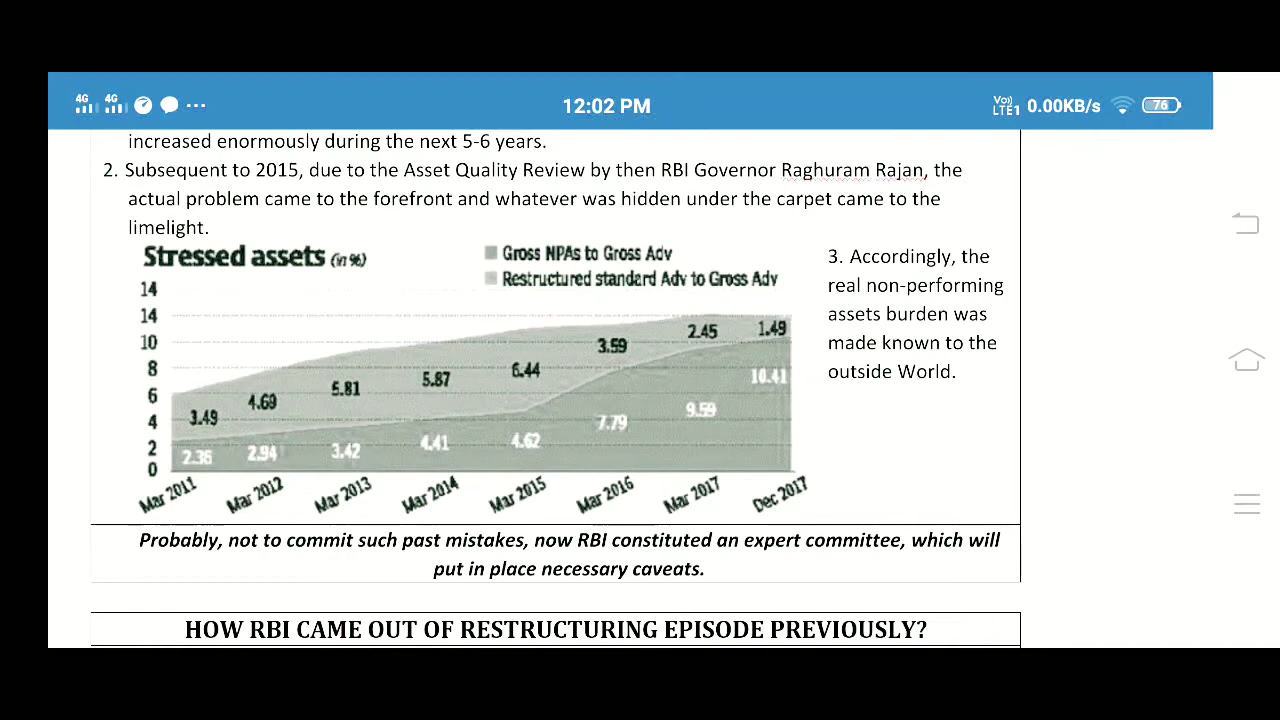 4G 4G ... 12:02 PM Vo) LTE1 0.00KB/s 76
increased enormously during the next 5-6 years.
2. Subsequent to 2015, due to the Asset Quality Review by then RBI Governor Raghuram Rajan, the
actual problem came to the forefront and whatever was hidden under the carpet came to the
limelight.
Stressed assets (in %)
Gross NPAs to Gross Adv
Restructured standard Adv to Gross Adv
14
14
10
8
6
4
2
0
3.49 4.69 5.81 5.87 6.44 3.59 2.45 1.49
2.36 2.94 3.42 4.41 4.62 7.79 9.59 10.41
Mar 2011 Mar 2012 Mar 2013 Mar 2014 Mar 2015 Mar 2016 Mar 2017 Dec 2017
3. Accordingly, the
real non-performing
assets burden was
made known to the
outside World.
Probably, not to commit such past mistakes, now RBI constituted an expert committee, which will
put in place necessary caveats.
HOW RBI CAME OUT OF RESTRUCTURING EPISODE PREVIOUSLY?